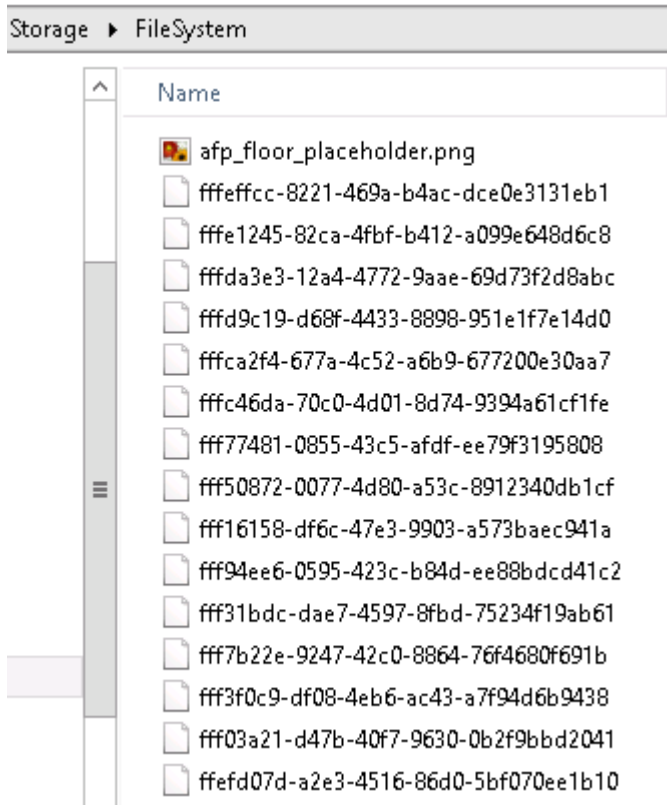 Storage ▸ FileSystem
Name
afp_floor_placeholder.png
fffeffcc-8221-469a-b4ac-dce0e3131eb1
fffe1245-82ca-4fbf-b412-a099e648d6c8
fffda3e3-12a4-4772-9aae-69d73f2d8abc
fffd9c19-d68f-4433-8898-951e1f7e14d0
fffca2f4-677a-4c52-a6b9-677200e30aa7
fffc46da-70c0-4d01-8d74-9394a61cf1fe
fff77481-0855-43c5-afdf-ee79f3195808
fff50872-0077-4d80-a53c-8912340db1cf
fff16158-df6c-47e3-9903-a573baec941a
fff94ee6-0595-423c-b84d-ee88bdcd41c2
fff31bdc-dae7-4597-8fbd-75234f19ab61
fff7b22e-9247-42c0-8864-76f4680f691b
fff3f0c9-df08-4eb6-ac43-a7f94d6b9438
fff03a21-d47b-40f7-9630-0b2f9bbd2041
ffefd07d-a2e3-4516-86d0-5bf070ee1b10